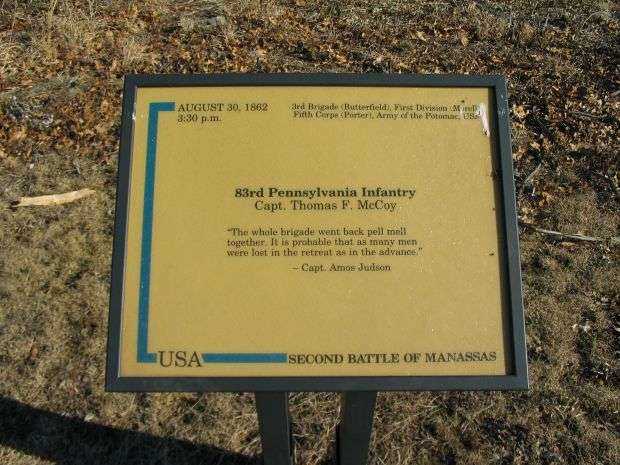 AUGUST 30, 1862
3:30 p.m.
3rd Brigade (Butterfield), First Division (Morell)
Fifth Corps (Porter), Army of the Potomac, USA
83rd Pennsylvania Infantry
Capt. Thomas F. McCoy
“The whole brigade went back pell mell
together. It is probable that as many men
were lost in the retreat as in the advance.”
– Capt. Amos Judson
USA
SECOND BATTLE OF MANASSAS